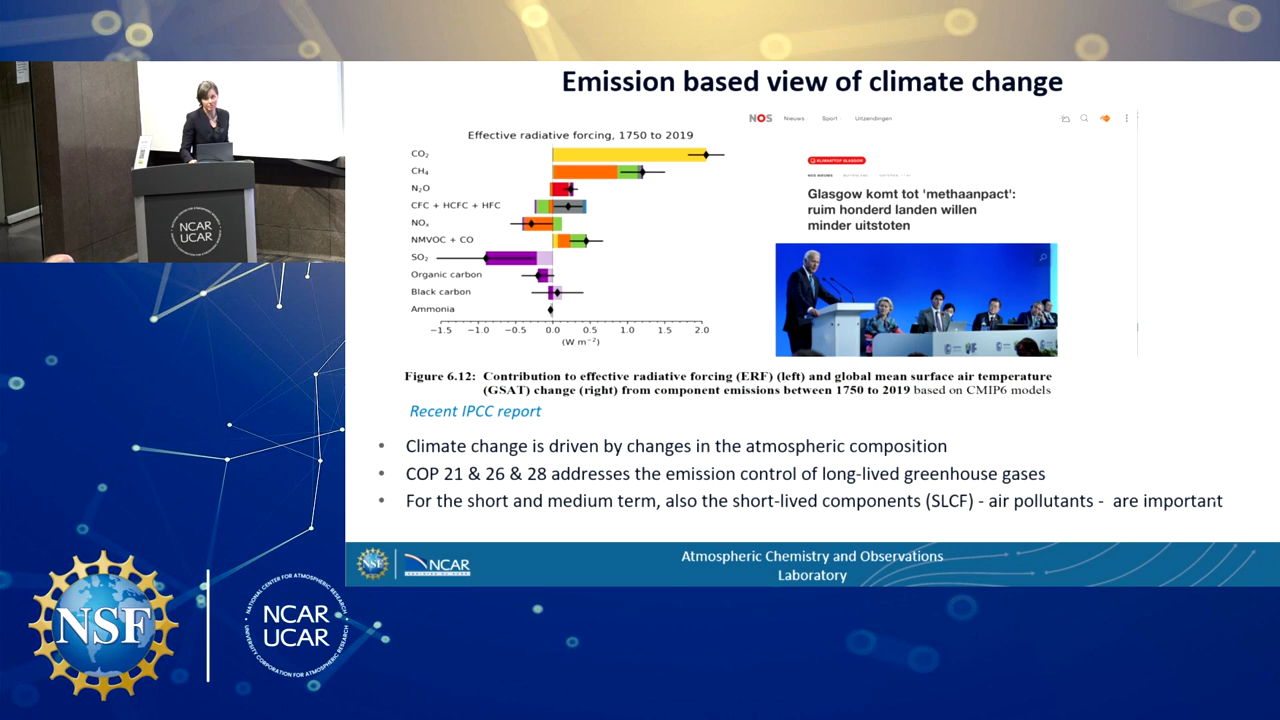 Emission based view of climate change
NOS Nieuws Sport Uitzendingen
Effective radiative forcing, 1750 to 2019
CO₂
CH₄
N₂O
CFC + HCFC + HFC
NOₓ
NMVOC + CO
SO₂
Organic carbon
Black carbon
Ammonia
−1.5 −1.0 −0.5 0.0 0.5 1.0 1.5 2.0
(W m⁻²)
KLIMAATTOP GLASGOW
NOS NIEUWS
Glasgow komt tot 'methaanpact':
ruim honderd landen willen
minder uitstoten
Figure 6.12: Contribution to effective radiative forcing (ERF) (left) and global mean surface air temperature
(GSAT) change (right) from component emissions between 1750 to 2019 based on CMIP6 models
Recent IPCC report
• Climate change is driven by changes in the atmospheric composition
• COP 21 & 26 & 28 addresses the emission control of long-lived greenhouse gases
• For the short and medium term, also the short-lived components (SLCF) - air pollutants - are important
NSF NCAR
Atmospheric Chemistry and Observations
Laboratory
NCAR
UCAR
NSF
NATIONAL CENTER FOR ATMOSPHERIC RESEARCH
NCAR
UCAR
UNIVERSITY CORPORATION FOR ATMOSPHERIC RESEARCH